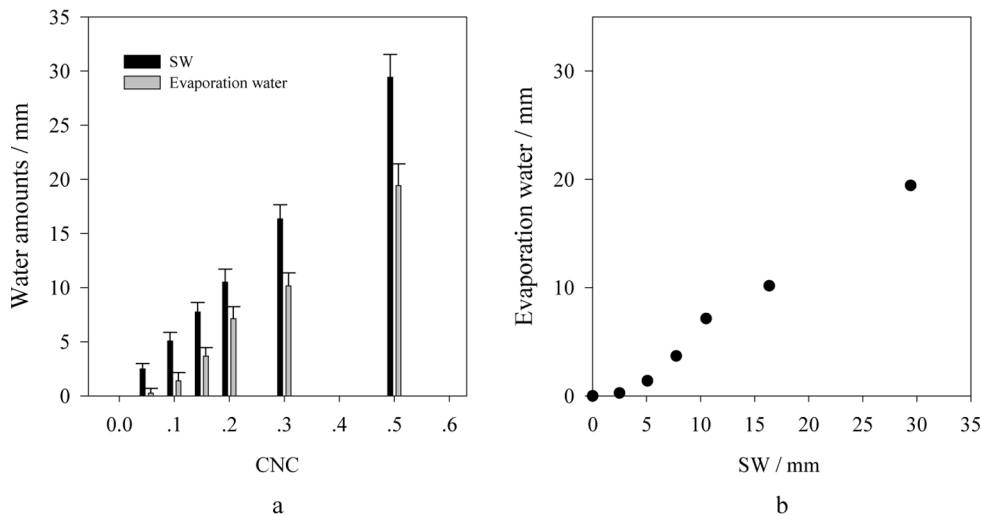 35
30
25
20
15
10
5
0
Water amounts / mm
SW
Evaporation water
0.0 .1 .2 .3 .4 .5 .6
CNC
a
30
20
10
0
Evaporation water / mm
0 5 10 15 20 25 30 35
SW / mm
b